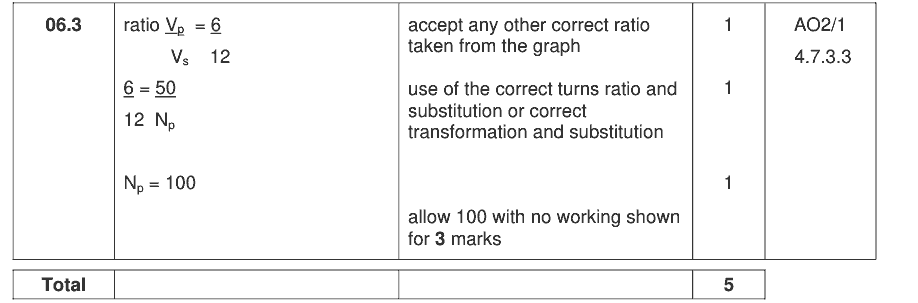 06.3
ratio Vp = 6
Vs 12
6 = 50
12 Np
Np = 100
accept any other correct ratio
taken from the graph
use of the correct turns ratio and
substitution or correct
transformation and substitution
allow 100 with no working shown
for 3 marks
1
1
1
AO2/1
4.7.3.3
Total
5